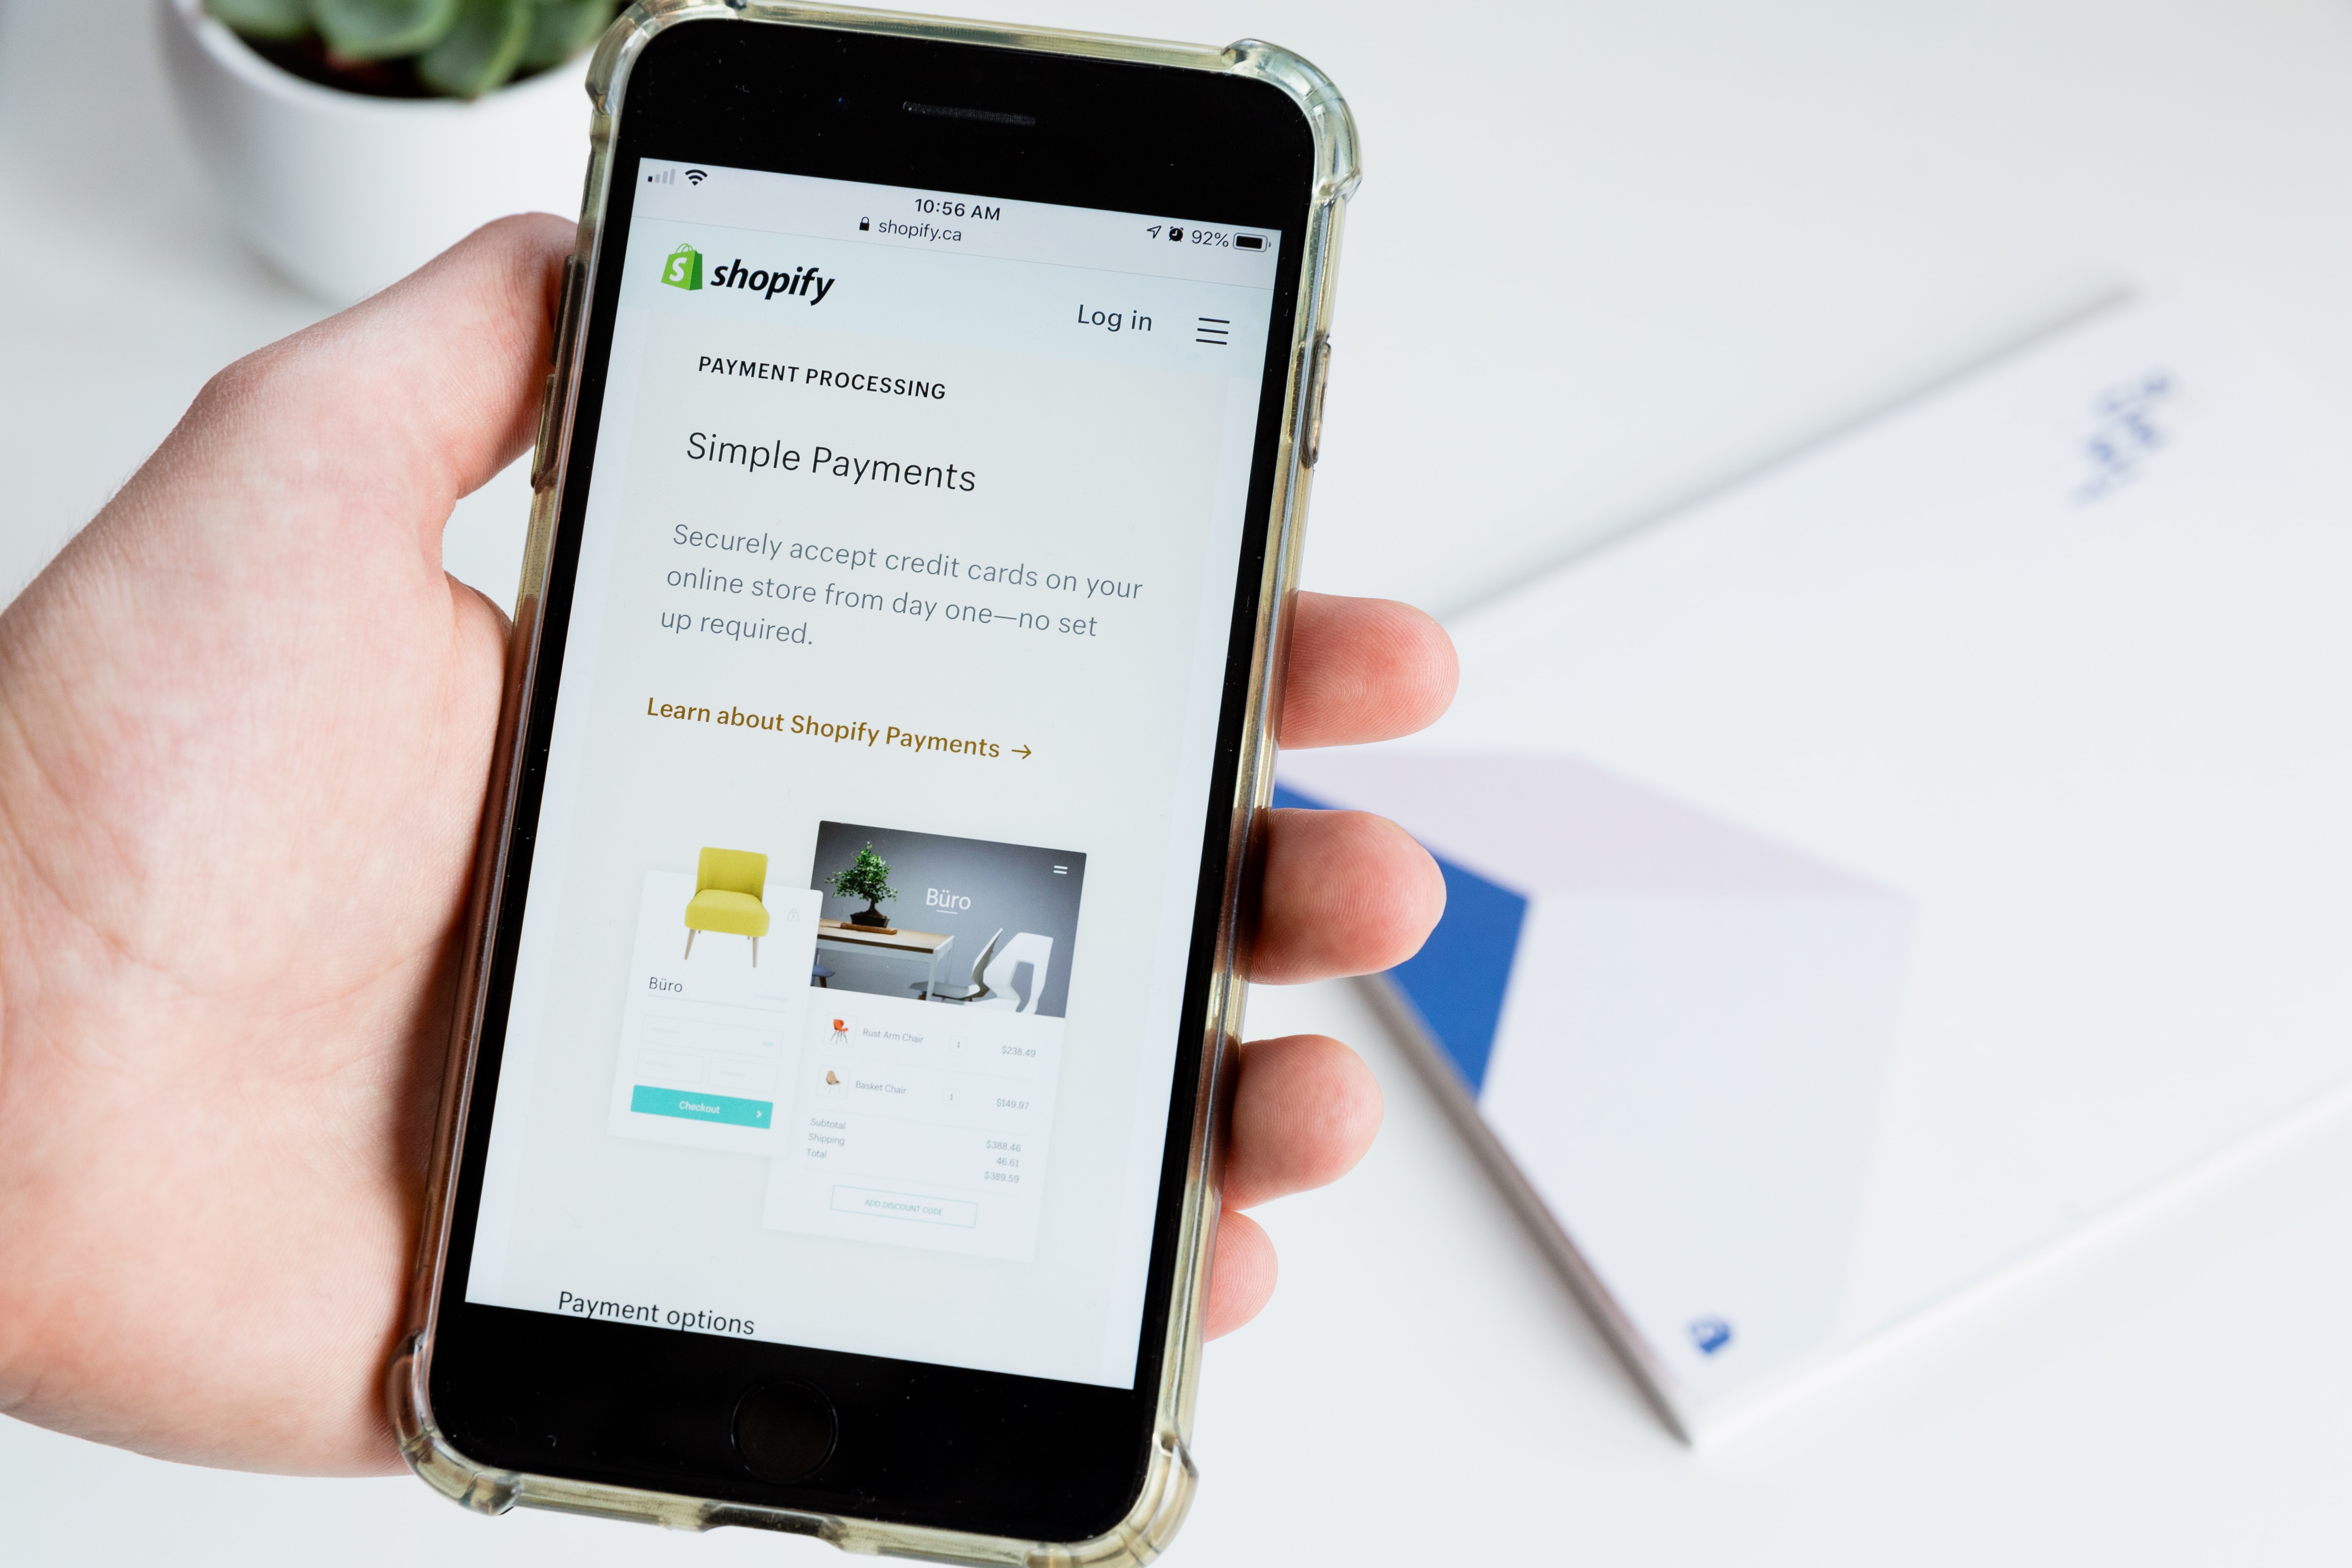 10:56 AM
shopify.ca
92%
shopify
Log in
PAYMENT PROCESSING
Simple Payments
Securely accept credit cards on your
online store from day one—no set
up required.
Learn about Shopify Payments →
Büro
Büro
Checkout
Rust Arm Chair 1 $238.49
Basket Chair 1 $149.97
Subtotal $388.46
Shipping 46.61
Total $389.59
ADD DISCOUNT CODE
Payment options